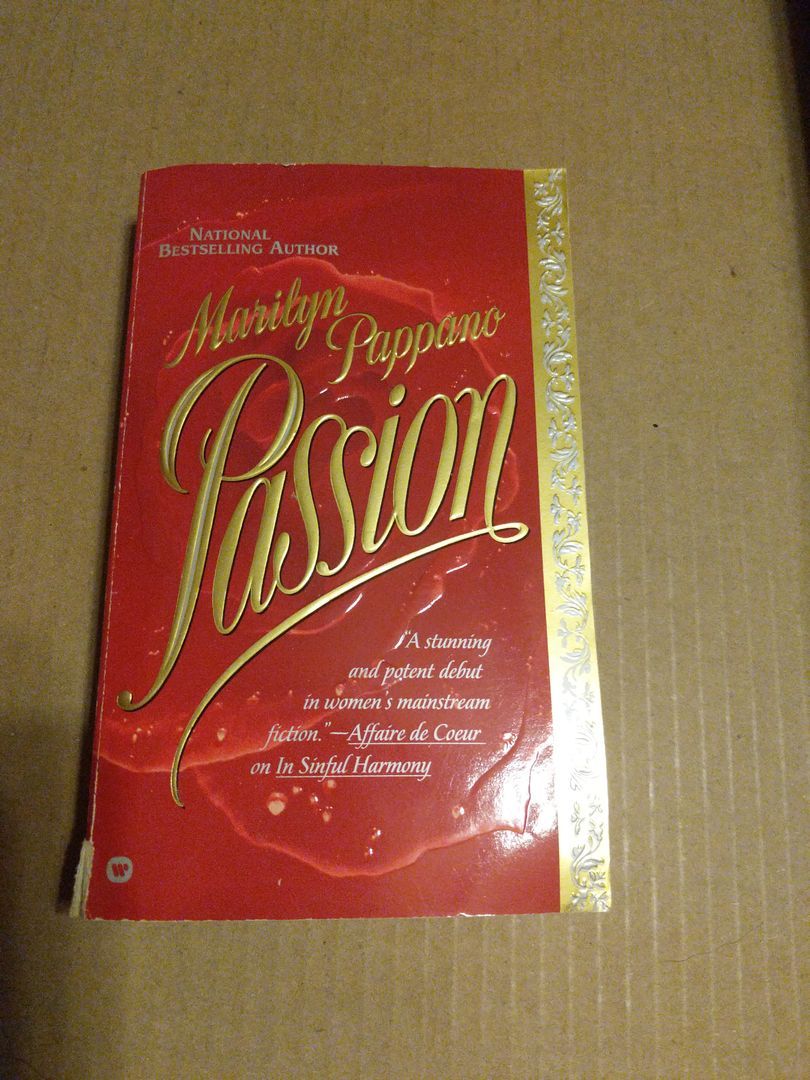 NATIONAL
BESTSELLING AUTHOR
Marilyn
Pappano
Passion
"A stunning
and potent debut
in women s mainstream
fiction."—Affaire de Coeur
on In Sinful Harmony
W